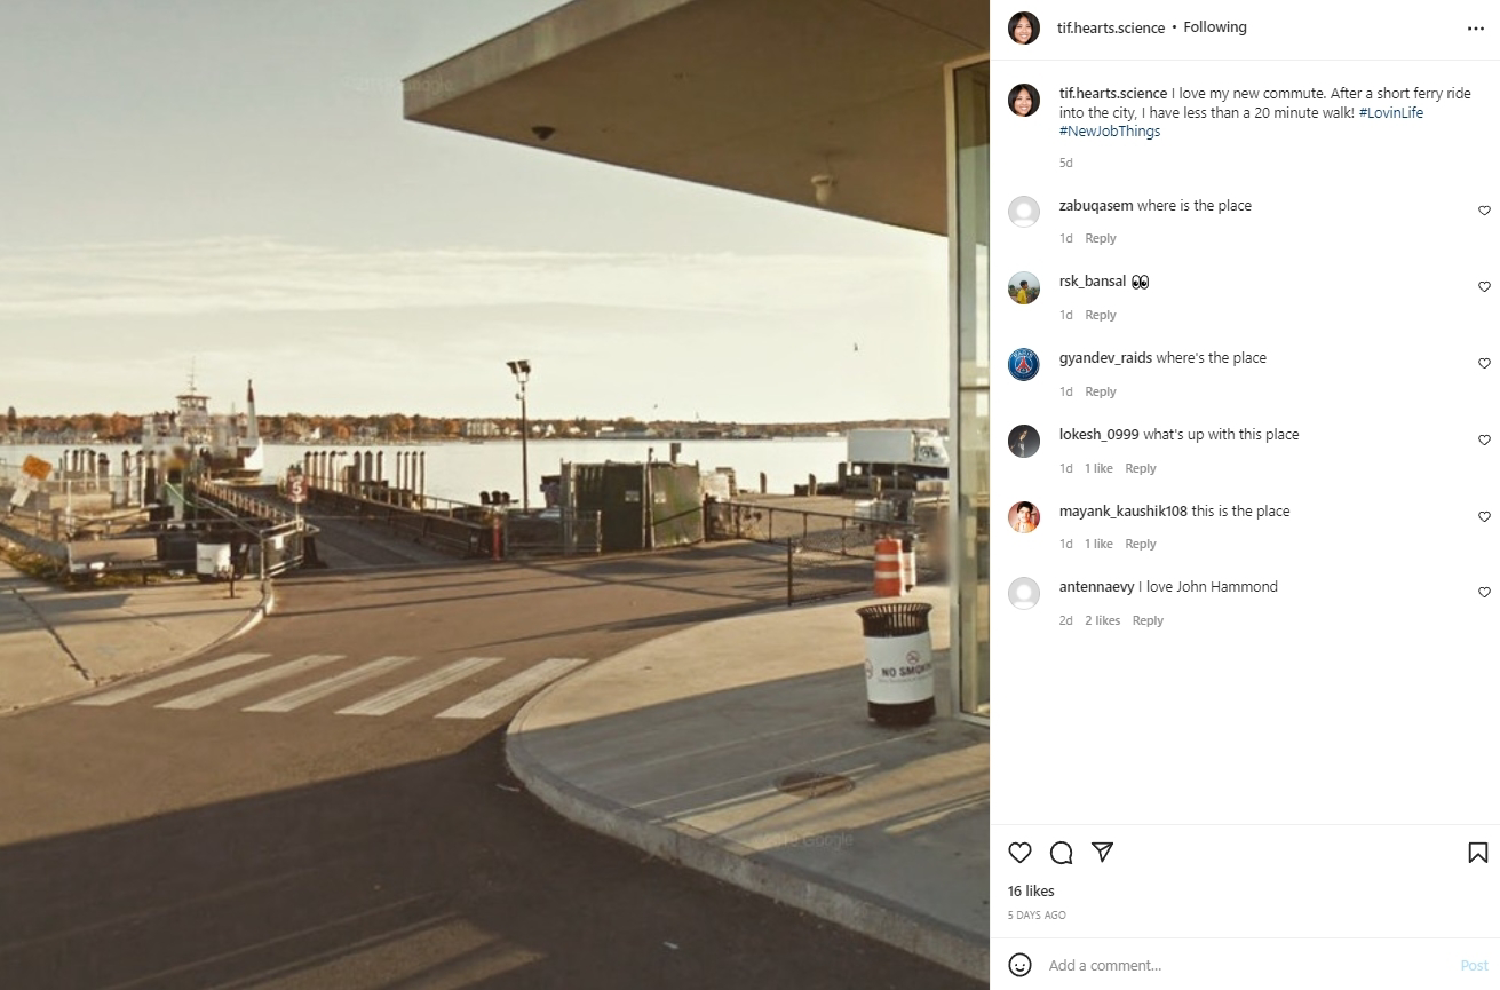 tif.hearts.science • Following
tif.hearts.science I love my new commute. After a short ferry ride
into the city, I have less than a 20 minute walk! #LovinLife
#NewJobThings
5d
zabuqasem where is the place
1d Reply
rsk_bansal 👀
1d Reply
gyandev_raids where's the place
1d Reply
lokesh_0999 what's up with this place
1d 1 like Reply
mayank_kaushik108 this is the place
1d 1 like Reply
antennaevy I love John Hammond
2d 2 likes Reply
16 likes
5 DAYS AGO
Add a comment...
Post
5
NO SMOKING
Google
Google